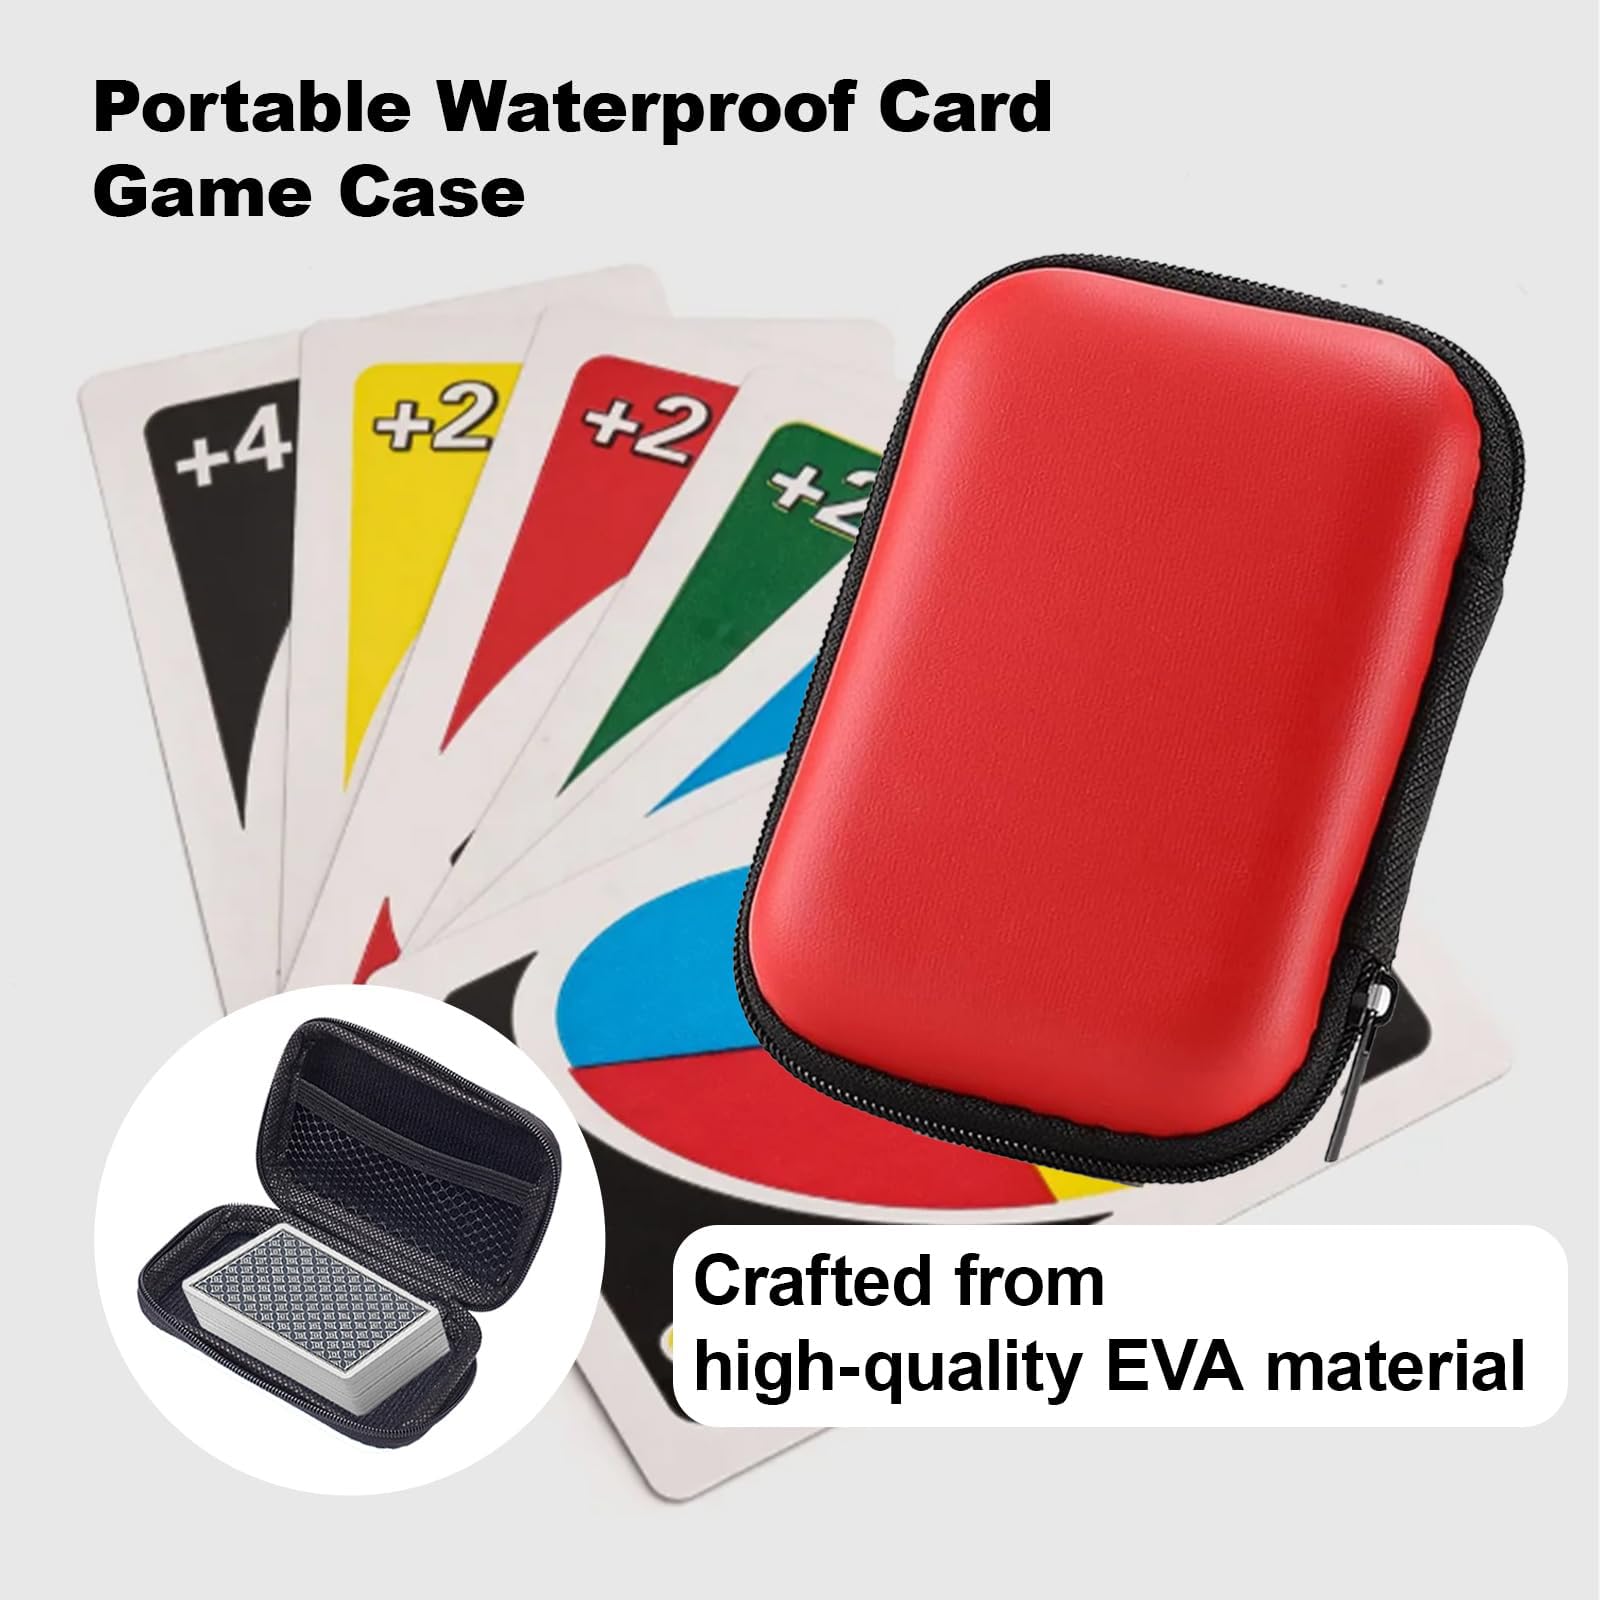 Portable Waterproof Card
Game Case
+4
+2
+2
+2
Crafted from
high-quality EVA material